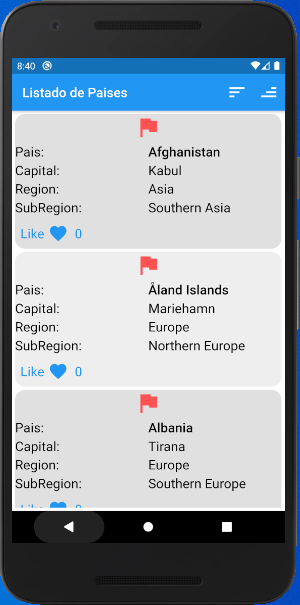 8:40
Listado de Paises
Pais: Afghanistan
Capital: Kabul
Region: Asia
SubRegion: Southern Asia
Like 0
Pais: Åland Islands
Capital: Mariehamn
Region: Europe
SubRegion: Northern Europe
Like 0
Pais: Albania
Capital: Tirana
Region: Europe
SubRegion: Southern Europe
Like 0